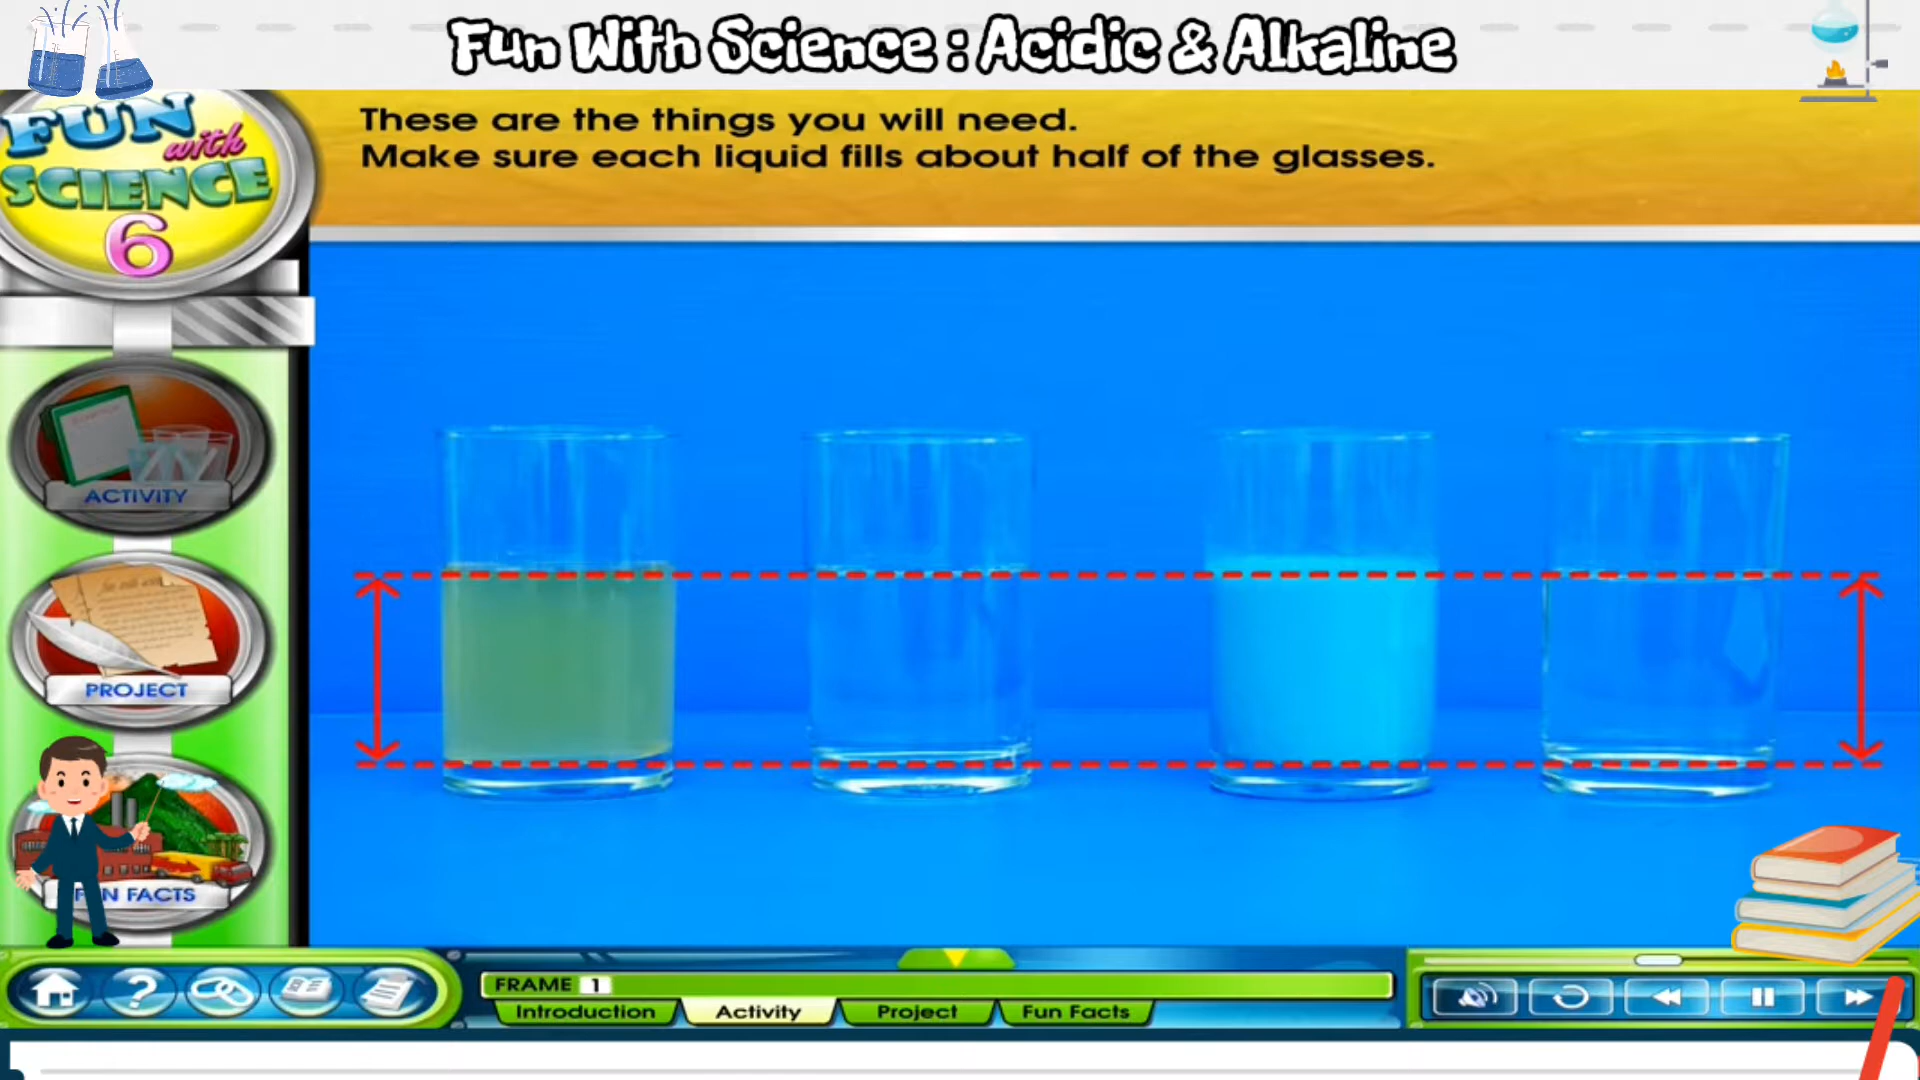 Fun With Science : Acidic & Alkaline
FUN
with
SCIENCE
6
These are the things you will need.
Make sure each liquid fills about half of the glasses.
ACTIVITY
PROJECT
FUN FACTS
FRAME 1
Introduction
Activity
Project
Fun Facts